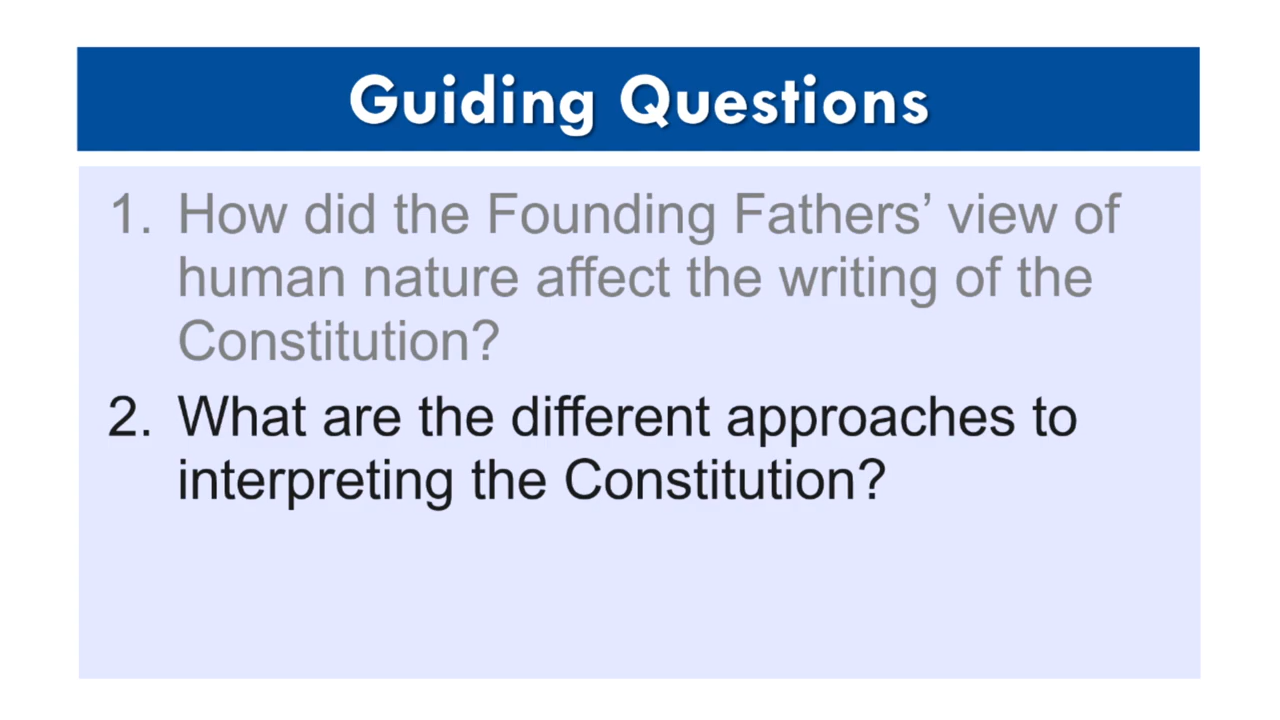 Guiding Questions
1. How did the Founding Fathers’ view of
human nature affect the writing of the
Constitution?
2. What are the different approaches to
interpreting the Constitution?